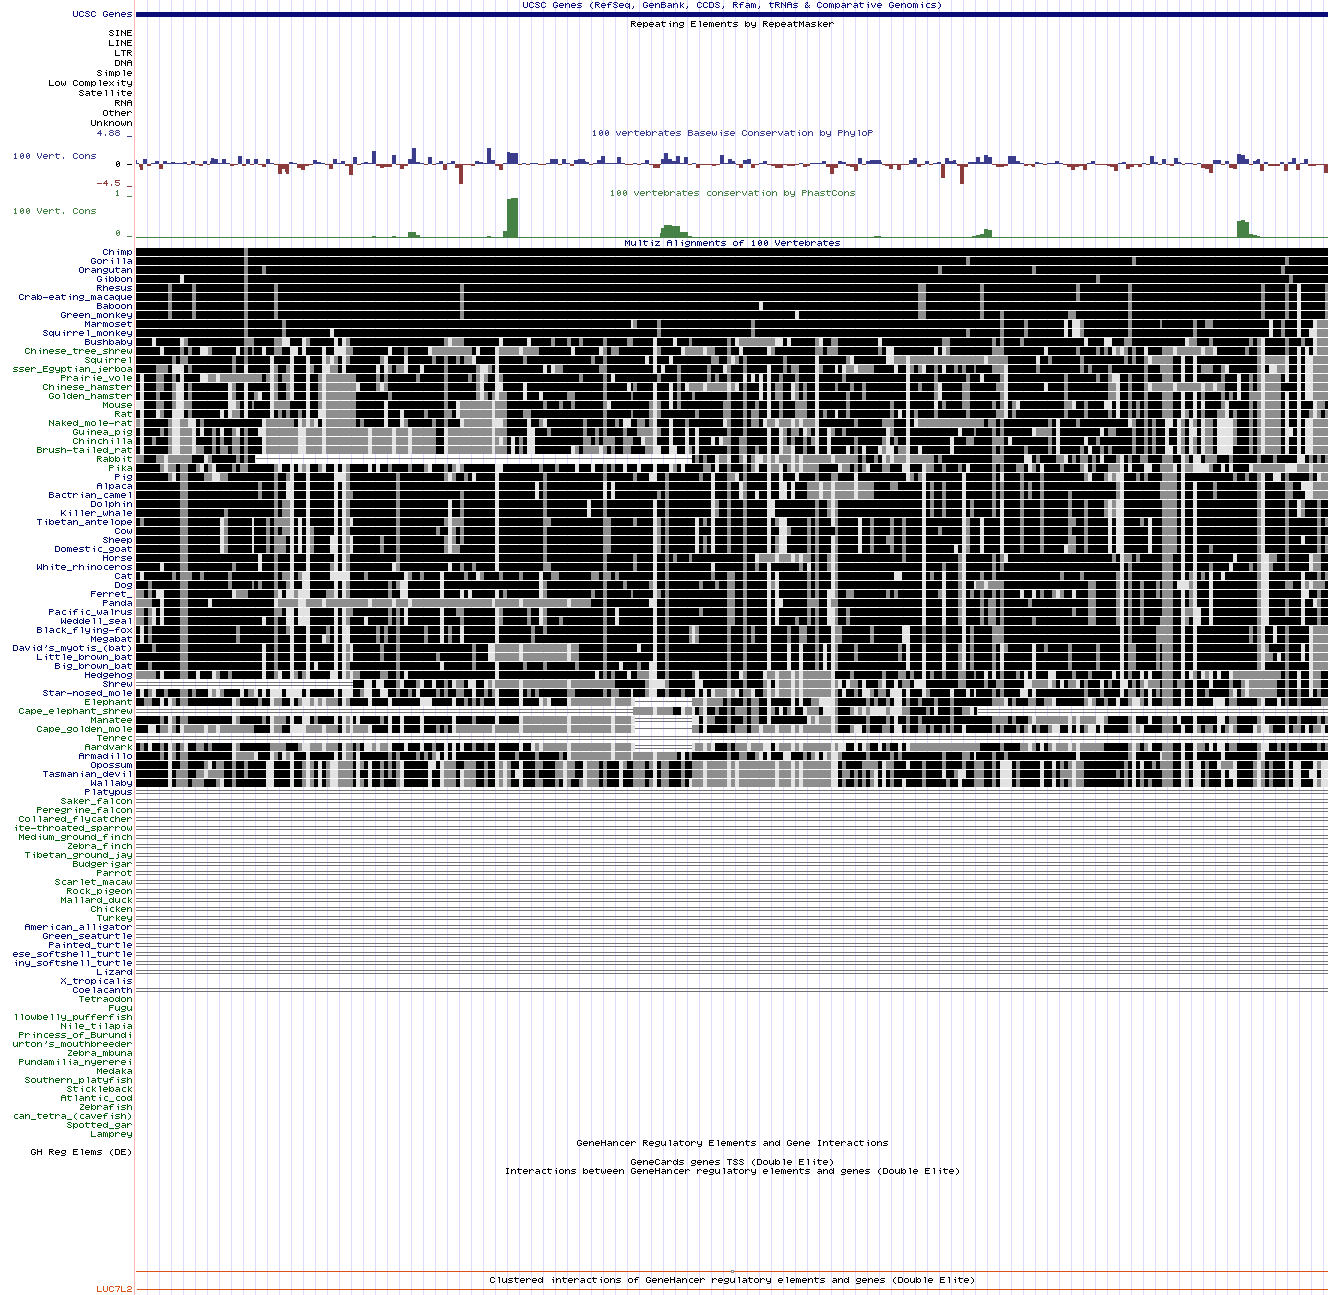 UCSC Genes (RefSeq, GenBank, CCDS, Rfam, tRNAs & Comparative Genomics)
UCSC Genes
Repeating Elements by RepeatMasker
SINE
LINE
LTR
DNA
Simple
Low Complexity
Satellite
RNA
Other
Unknown
4.88 _
100 vertebrates Basewise Conservation by PhyloP
100 Vert. Cons
0 _
-4.5 _
1 _
100 vertebrates conservation by PhastCons
100 Vert. Cons
0 _
Multiz Alignments of 100 Vertebrates
Chimp
Gorilla
Orangutan
Gibbon
Rhesus
Crab-eating_macaque
Baboon
Green_monkey
Marmoset
Squirrel_monkey
Bushbaby
Chinese_tree_shrew
Squirrel
sser_Egyptian_jerboa
Prairie_vole
Chinese_hamster
Golden_hamster
Mouse
Rat
Naked_mole-rat
Guinea_pig
Chinchilla
Brush-tailed_rat
Rabbit
Pika
Pig
Alpaca
Bactrian_camel
Dolphin
Killer_whale
Tibetan_antelope
Cow
Sheep
Domestic_goat
Horse
White_rhinoceros
Cat
Dog
Ferret_
Panda
Pacific_walrus
Weddell_seal
Black_flying-fox
Megabat
David's_myotis_(bat)
Little_brown_bat
Big_brown_bat
Hedgehog
Shrew
Star-nosed_mole
Elephant
Cape_elephant_shrew
Manatee
Cape_golden_mole
Tenrec
Aardvark
Armadillo
Opossum
Tasmanian_devil
Wallaby
Platypus
Saker_falcon
Peregrine_falcon
Collared_flycatcher
ite-throated_sparrow
Medium_ground_finch
Zebra_finch
Tibetan_ground_jay
Budgerigar
Parrot
Scarlet_macaw
Rock_pigeon
Mallard_duck
Chicken
Turkey
American_alligator
Green_seaturtle
Painted_turtle
ese_softshell_turtle
iny_softshell_turtle
Lizard
X_tropicalis
Coelacanth
Tetraodon
Fugu
llowbelly_pufferfish
Nile_tilapia
Princess_of_Burundi
urton's_mouthbreeder
Zebra_mbuna
Pundamilia_nyererei
Medaka
Southern_platyfish
Stickleback
Atlantic_cod
Zebrafish
can_tetra_(cavefish)
Spotted_gar
Lamprey
GeneHancer Regulatory Elements and Gene Interactions
GH Reg Elems (DE)
GeneCards genes TSS (Double Elite)
Interactions between GeneHancer regulatory elements and genes (Double Elite)
Clustered interactions of GeneHancer regulatory elements and genes (Double Elite)
LUC7L2